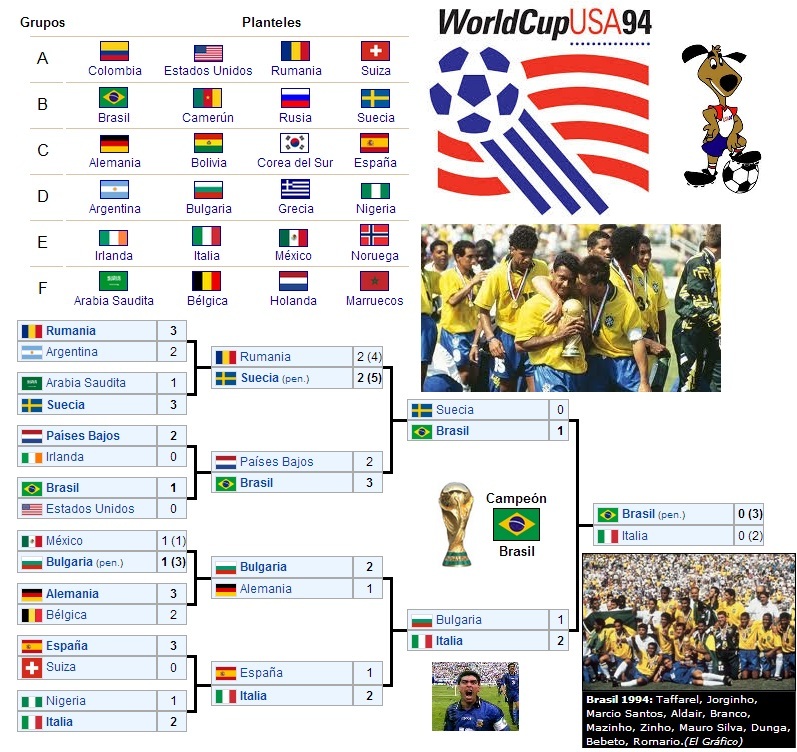 Grupos Planteles
WorldCupUSA94
A Colombia Estados Unidos Rumania Suiza
B Brasil Camerún Rusia Suecia
C Alemania Bolivia Corea del Sur España
D Argentina Bulgaria Grecia Nigeria
E Irlanda Italia México Noruega
F Arabia Saudita Bélgica Holanda Marruecos
Rumania 3
Argentina 2
Arabia Saudita 1
Suecia 3
Países Bajos 2
Irlanda 0
Brasil 1
Estados Unidos 0
México 1 (1)
Bulgaria (pen.) 1 (3)
Alemania 3
Bélgica 2
España 3
Suiza 0
Nigeria 1
Italia 2
Rumania 2 (4)
Suecia (pen.) 2 (5)
Países Bajos 2
Brasil 3
Bulgaria 2
Alemania 1
España 1
Italia 2
Suecia 0
Brasil 1
Bulgaria 1
Italia 2
Campeón
Brasil
Brasil (pen.) 0 (3)
Italia 0 (2)
Brasil 1994: Taffarel, Jorginho,
Marcio Santos, Aldair, Branco,
Mazinho, Zinho, Mauro Silva, Dunga,
Bebeto, Romario.(El Gráfico)